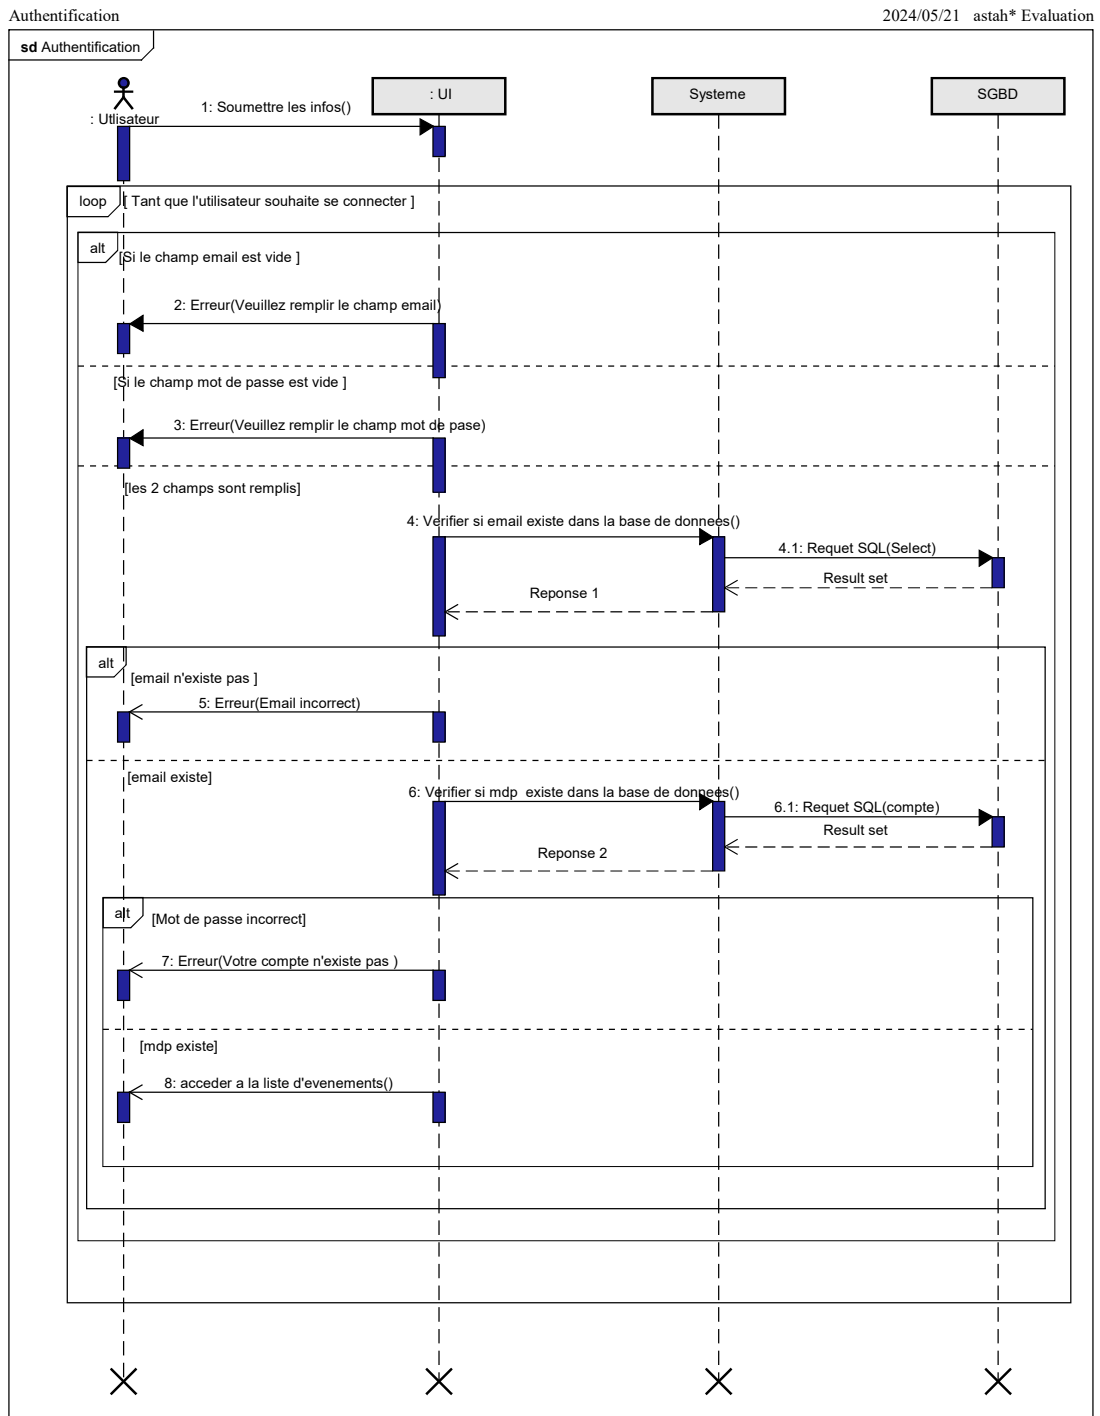 Authentification
2024/05/21 astah* Evaluation
sd Authentification
: UI
Systeme
SGBD
1: Soumettre les infos()
: Utlisateur
loop
[ Tant que l'utilisateur souhaite se connecter ]
alt
[Si le champ email est vide ]
2: Erreur(Veuillez remplir le champ email)
[Si le champ mot de passe est vide ]
3: Erreur(Veuillez remplir le champ mot de pase)
[les 2 champs sont remplis]
4: Verifier si email existe dans la base de donnees()
4.1: Requet SQL(Select)
Result set
Reponse 1
alt
[email n'existe pas ]
5: Erreur(Email incorrect)
[email existe]
6: Verifier si mdp existe dans la base de donnees()
6.1: Requet SQL(compte)
Result set
Reponse 2
alt
[Mot de passe incorrect]
7: Erreur(Votre compte n'existe pas )
[mdp existe]
8: acceder a la liste d'evenements()